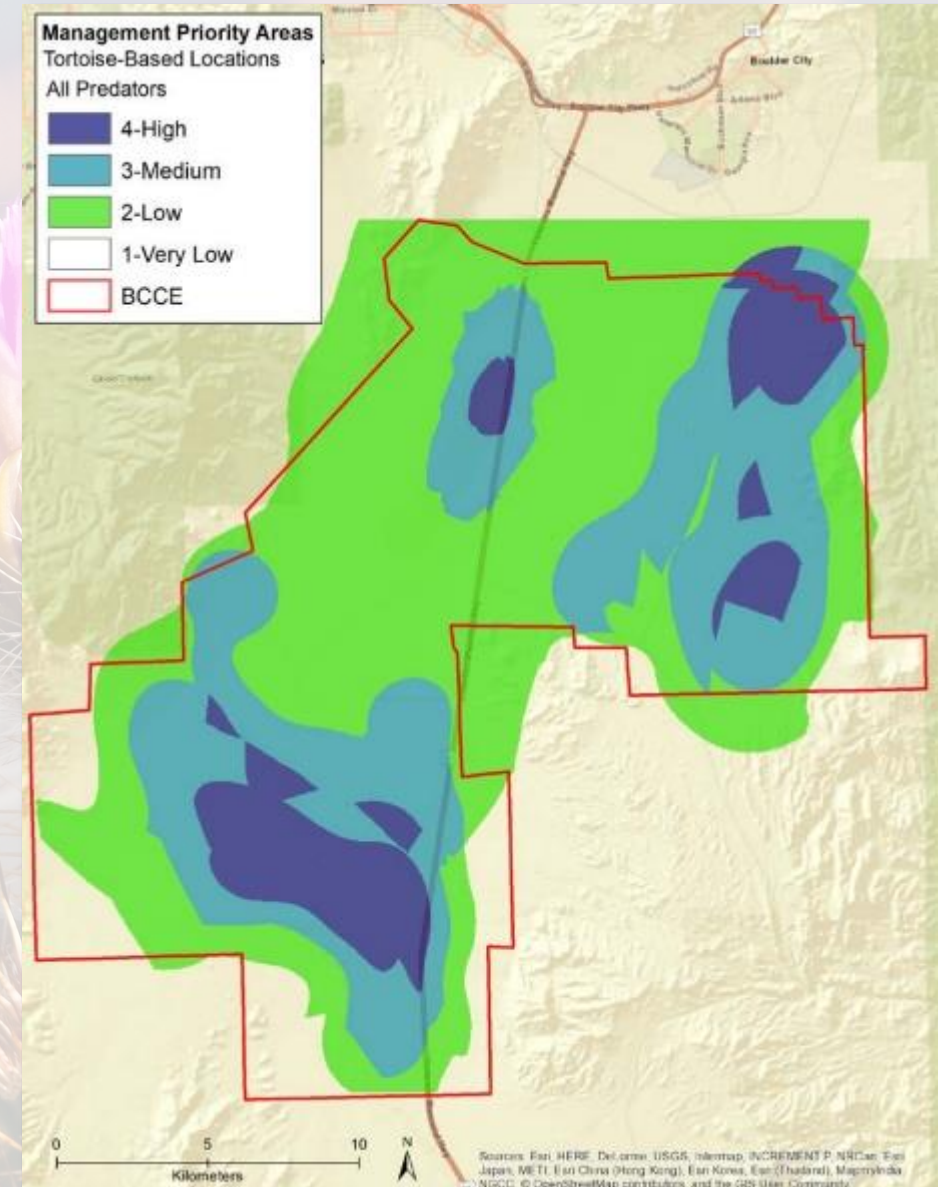 Management Priority Areas
Tortoise-Based Locations
All Predators
4-High
3-Medium
2-Low
1-Very Low
BCCE
Boulder City
Adams Blvd
0 5 10
Kilometers
N
Sources: Esri, HERE, DeLorme, USGS, Intermap, INCREMENT P, NRCan, Esri
Japan, METI, Esri China (Hong Kong), Esri Korea, Esri (Thailand), MapmyIndia,
NGCC, © OpenStreetMap contributors, and the GIS User Community